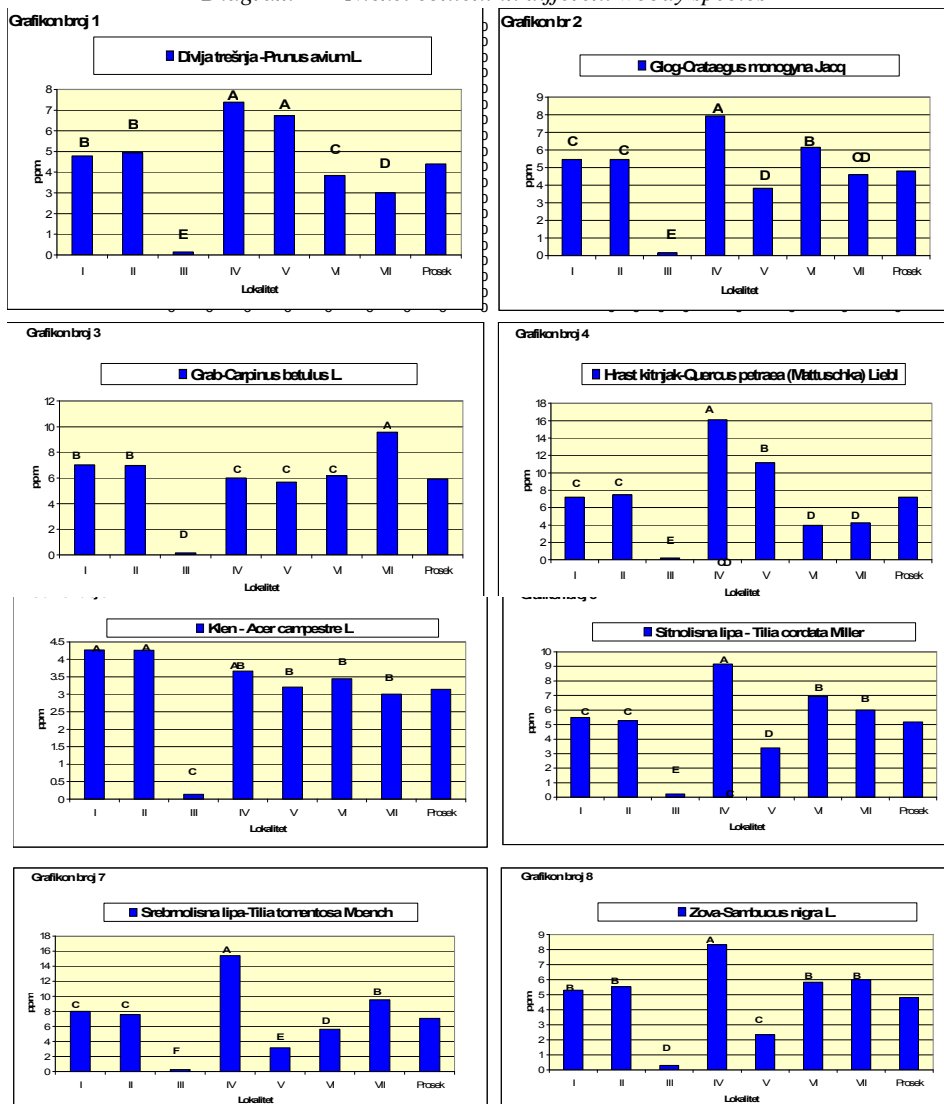 in different woody species
Grafikon broj 1
Divlja trešnja -Prunus avium L.
ppm
8
7
6
5
4
3
2
1
0
B B E A A C D
I II III IV V VI VII Prosek
Lokalitet
Grafikon br 2
Glog-Crataegus monogyna Jacq
ppm
9
8
7
6
5
4
3
2
1
0
C C E A D B CD
I II III IV V VI VII Prosek
Lokalitet
Grafikon broj 3
Grab-Carpinus betulus L.
ppm
12
10
8
6
4
2
0
B B D C C C A
I II III IV V VI VII Prosek
Lokalitet
Grafikon broj 4
Hrast kitnjak-Quercus petraea (Mattuschka) Liebl
ppm
18
16
14
12
10
8
6
4
2
0
C C E A B D D
CD
I II III IV V VI VII Prosek
Lokalitet
Klen - Acer campestre L.
ppm
4.5
4
3.5
3
2.5
2
1.5
1
0.5
0
A A C AB B B B
I II III IV V VI VII Prosek
Lokalitet
Sitnolisna lipa - Tilia cordata Miller
ppm
10
9
8
7
6
5
4
3
2
1
0
C C E A D B B
C
I II III IV V VI VII Prosek
Lokalitet
Grafikon broj 7
Srebrnolisna lipa-Tilia tomentosa Moench
ppm
18
16
14
12
10
8
6
4
2
0
C C F A E D B
I II III IV V VI VII Prosek
Lokalitet
Grafikon broj 8
Zova-Sambucus nigra L.
ppm
9
8
7
6
5
4
3
2
1
0
B B D A C B B
I II III IV V VI VII Prosek
Lokalitet